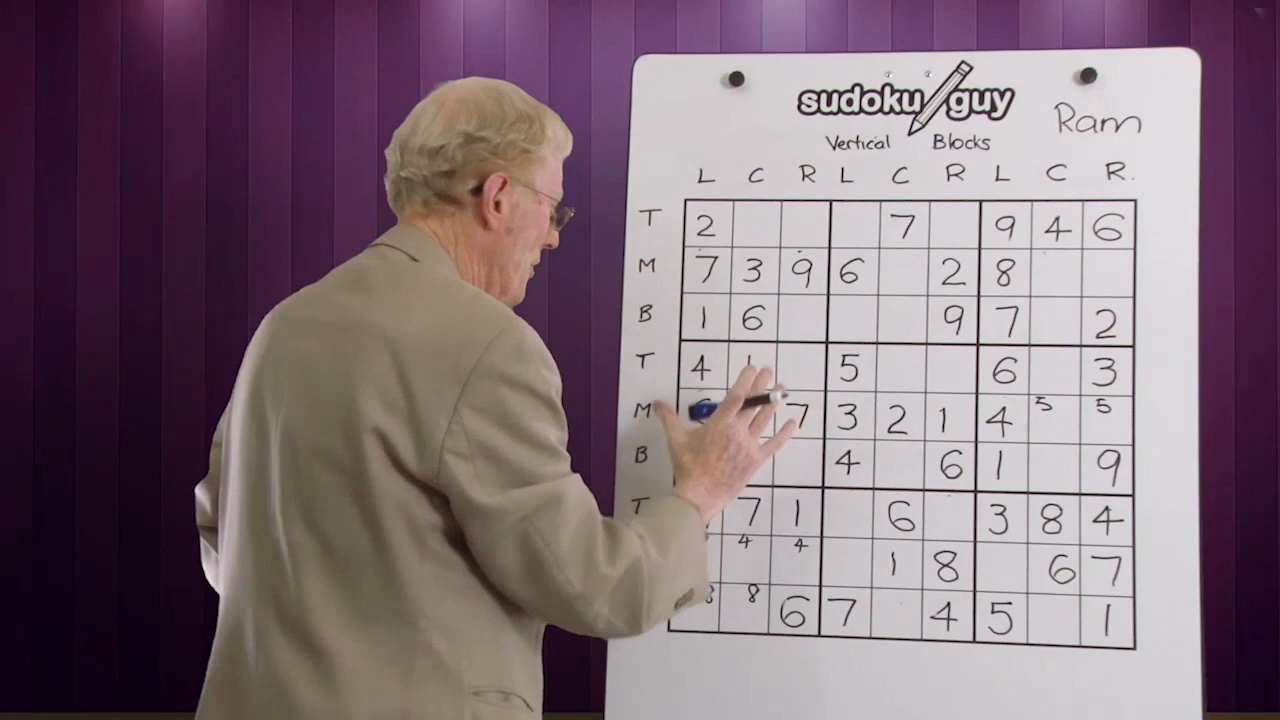 sudoku guy
Ram
Vertical Blocks
L C R L C R L C R.
T 2 7 9 4 6
M 7 3 9 6 2 8
B 1 6 9 7 2
T 4 1 5 6 3
M 7 3 2 1 4 5 5
B 4 6 1 9
T 7 1 6 3 8 4
4 4 1 8 6 7
8 8 6 7 4 5 1